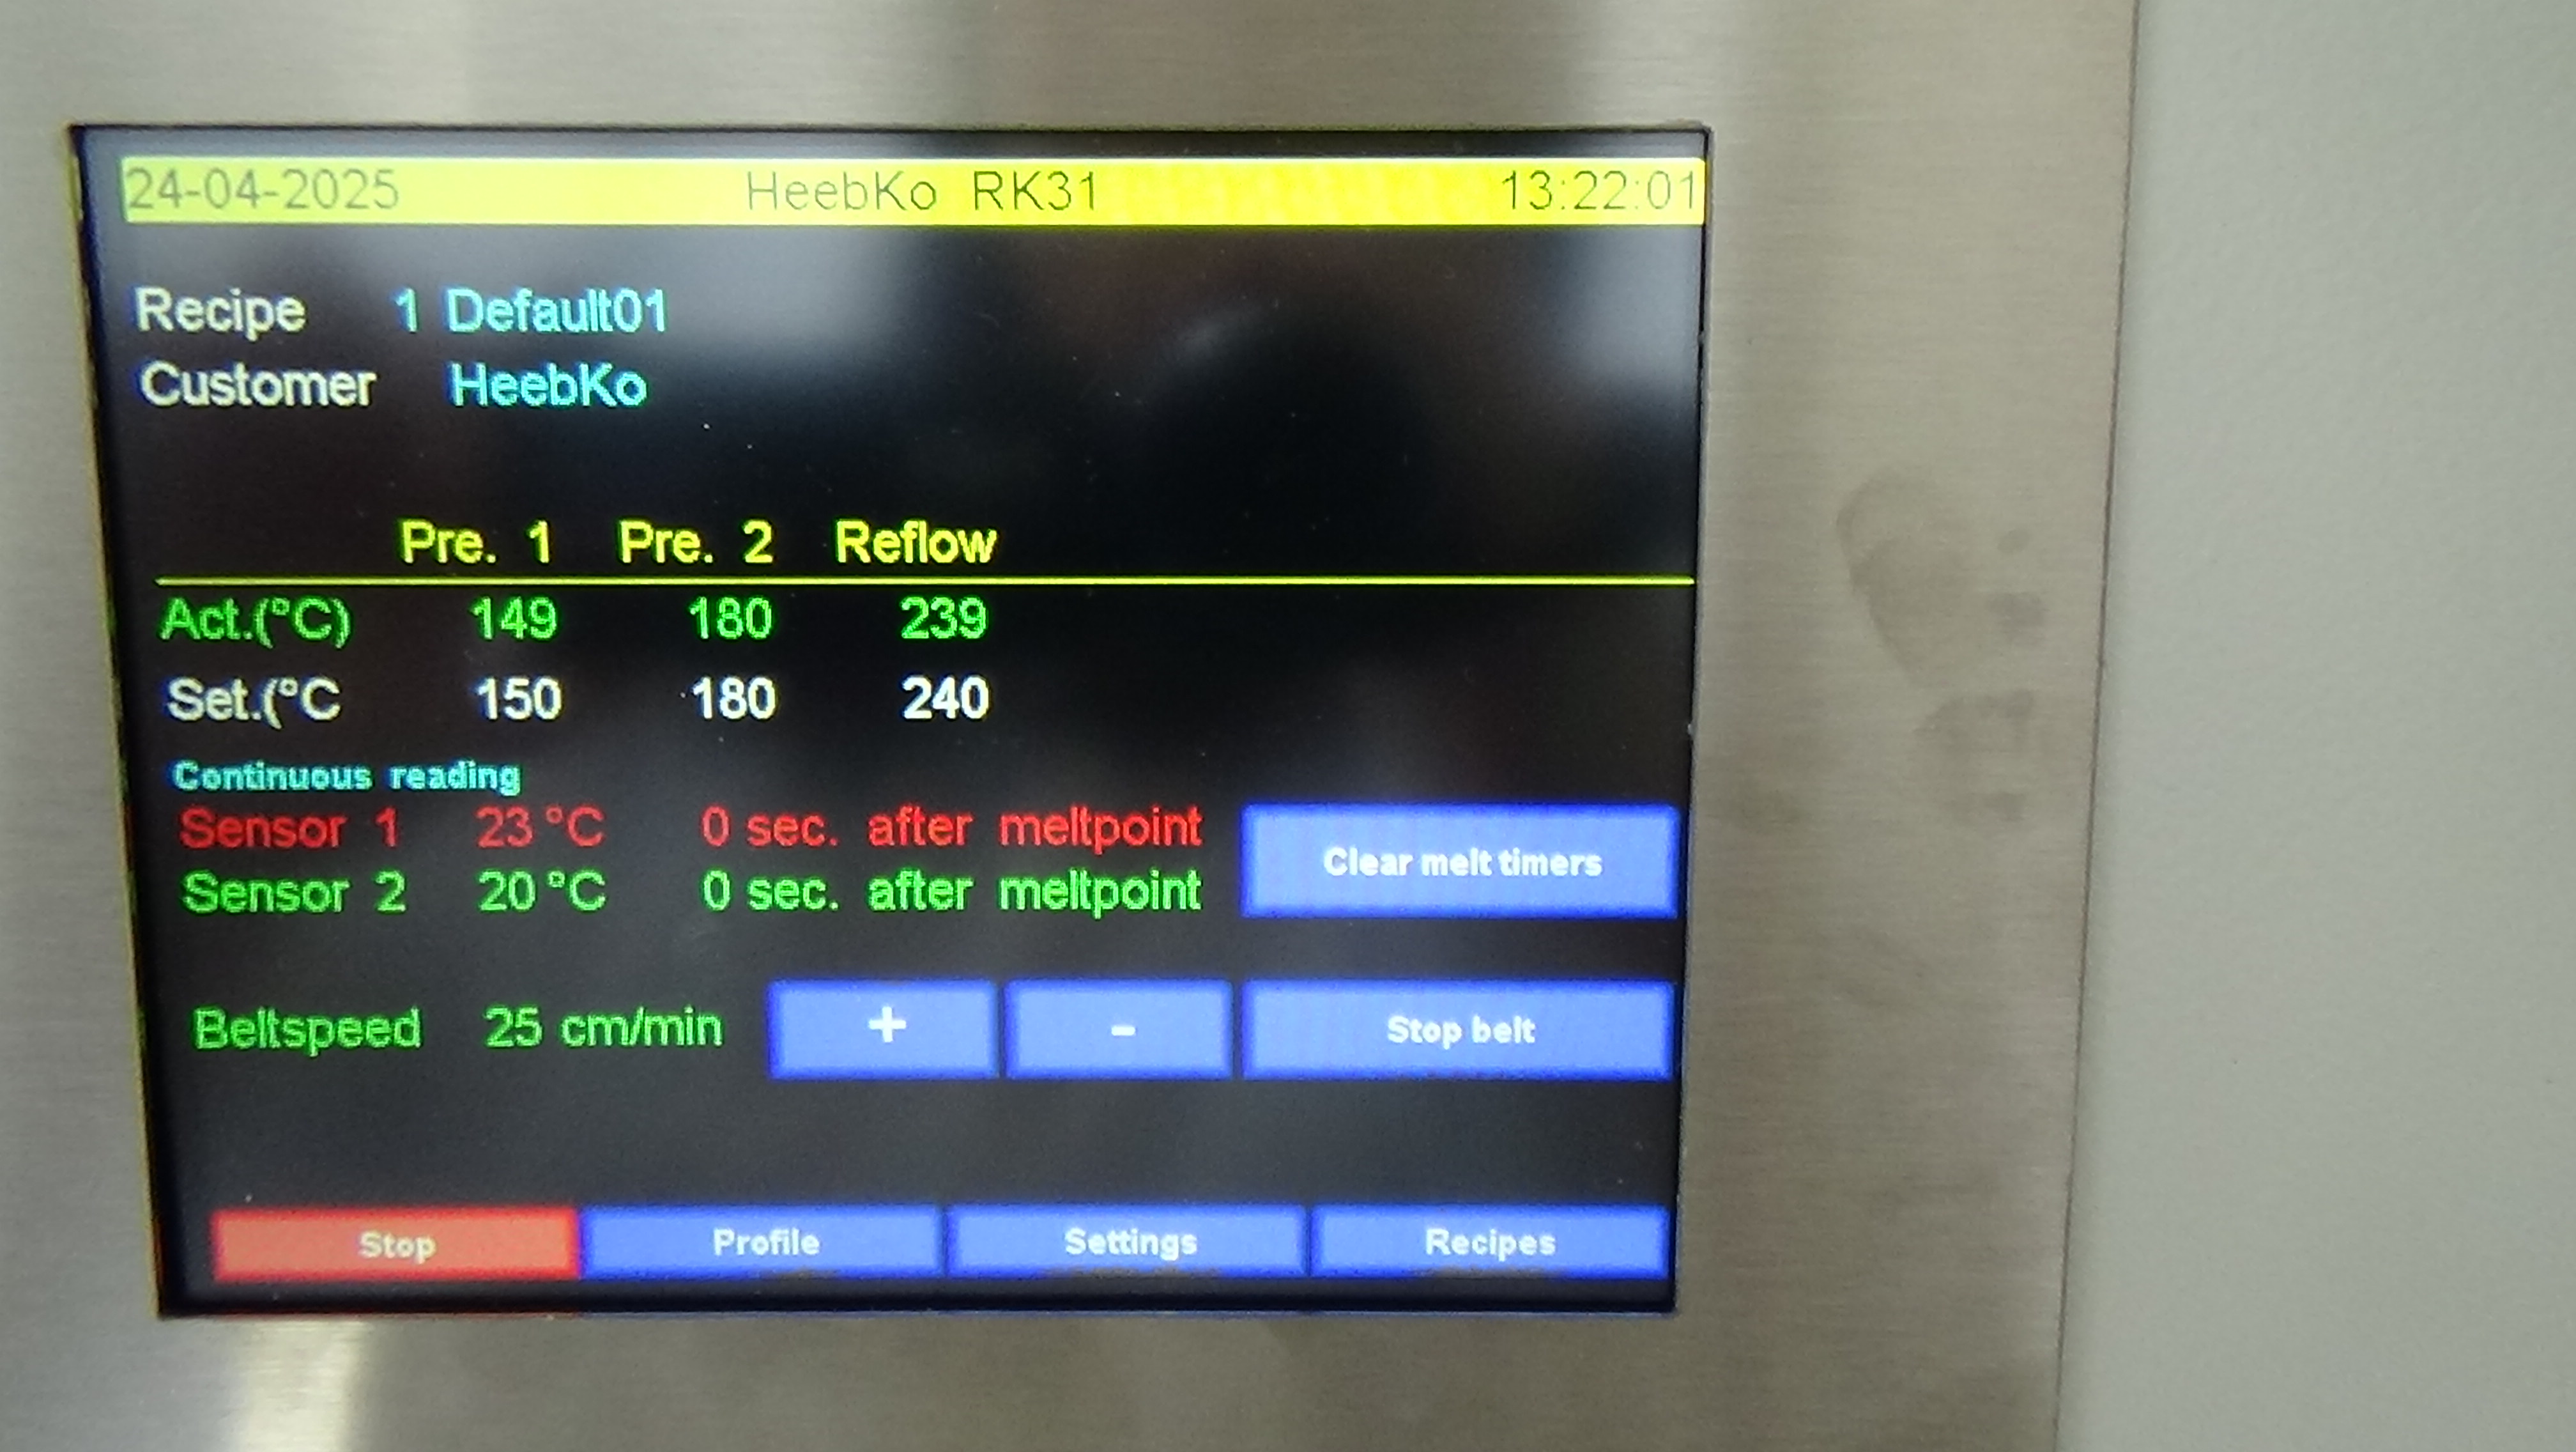 24-04-2025 HeebKo RK31 13:22:01
Recipe 1 Default01
Customer HeebKo
Pre. 1 Pre. 2 Reflow
Act.(°C) 149 180 239
Set.(°C 150 180 240
Continuous reading
Sensor 1 23 °C 0 sec. after meltpoint
Sensor 2 20 °C 0 sec. after meltpoint
Clear melt timers
Beltspeed 25 cm/min + - Stop belt
Stop Profile Settings Recipes